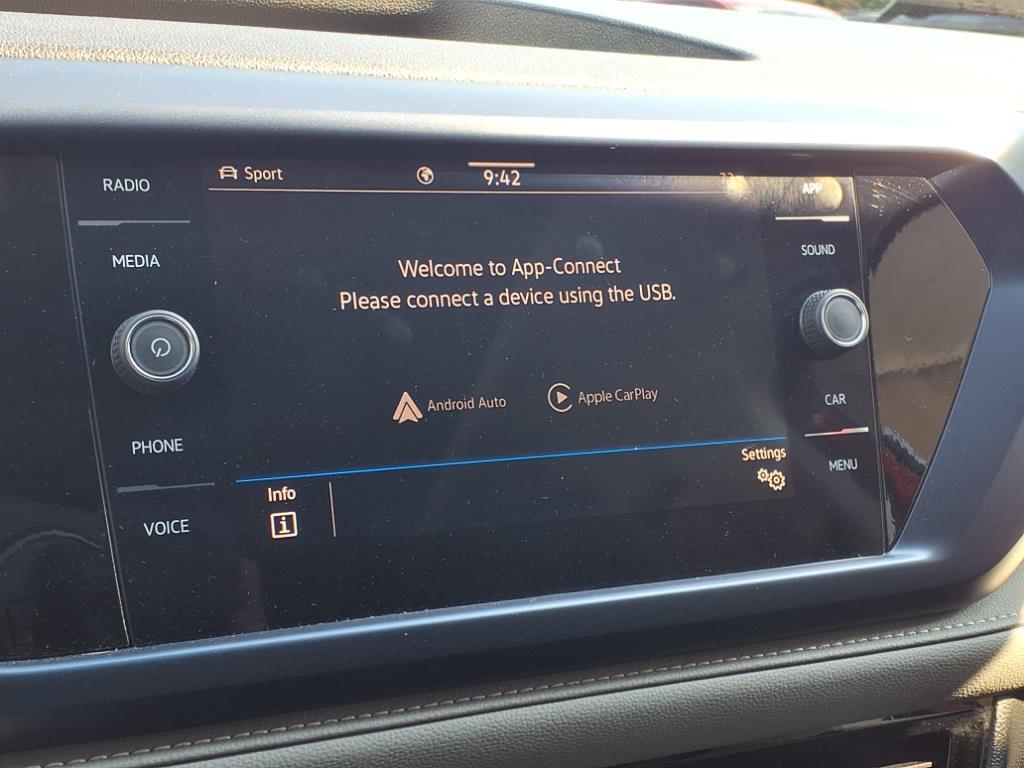 RADIO
MEDIA
PHONE
VOICE
Sport
9:42
Welcome to App-Connect
Please connect a device using the USB.
Android Auto
Apple CarPlay
Info
Settings
APP
SOUND
CAR
MENU